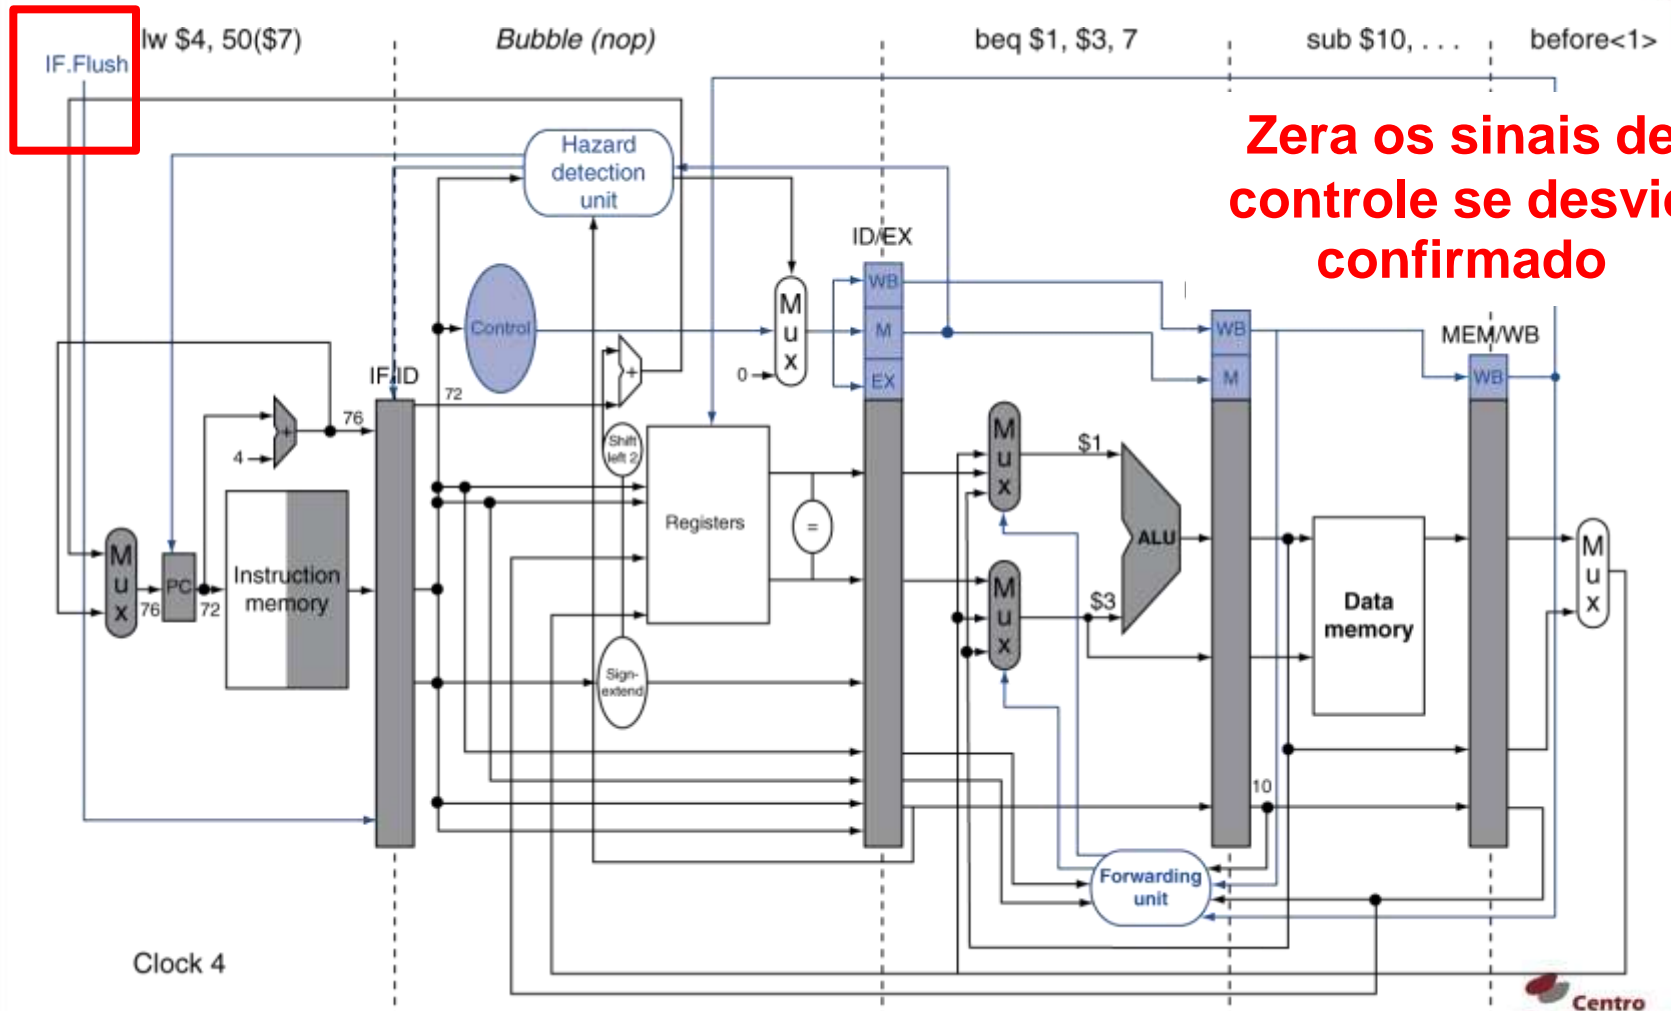 lw $4, 50($7)
Bubble (nop)
beq $1, $3, 7
sub $10, . . .
before<1>
IF.Flush
Zera os sinais de
controle se desvio
confirmado
Hazard
detection
unit
ID/EX
WB
M
EX
Control
M
u
x
0
+
WB
M
MEM/WB
WB
IF/ID
72
76
+
4
Shift
left 2
Registers
=
M
u
x
$1
ALU
M
u
x
76
PC
72
Instruction
memory
M
u
x
$3
Data
memory
M
u
x
Sign-
extend
10
Forwarding
unit
Clock 4
Centro